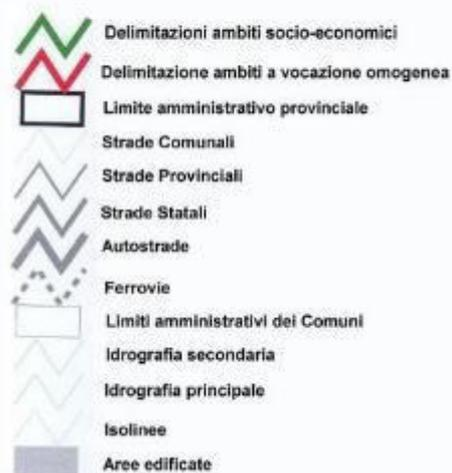 Delimitazioni ambiti socio-economici
Delimitazione ambiti a vocazione omogenea
Limite amministrativo provinciale
Strade Comunali
Strade Provinciali
Strade Statali
Autostrade
Ferrovie
Limiti amministrativi dei Comuni
Idrografia secondaria
Idrografia principale
Isolinee
Aree edificate